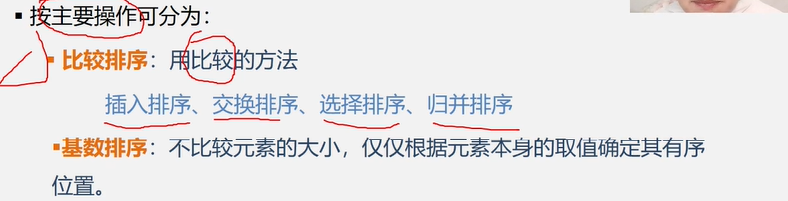 ▪ 按主要操作可分为：
▪ 比较排序：用比较的方法
插入排序、交换排序、选择排序、归并排序
▪基数排序：不比较元素的大小，仅仅根据元素本身的取值确定其有序
位置。